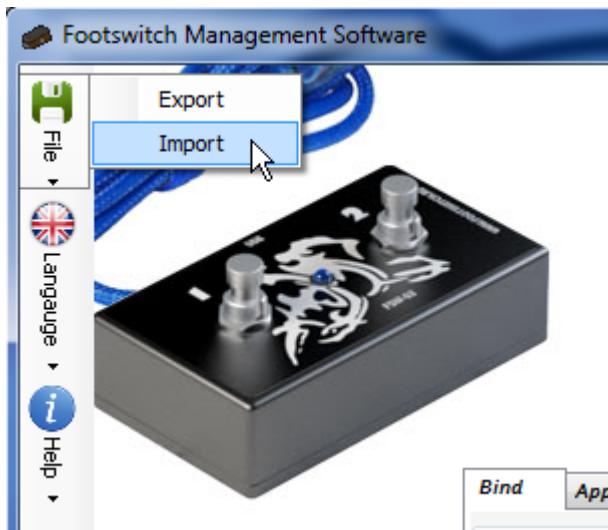 Footswitch Management Software
File
Export
Import
Langauge
Help
1
2
Bind
App